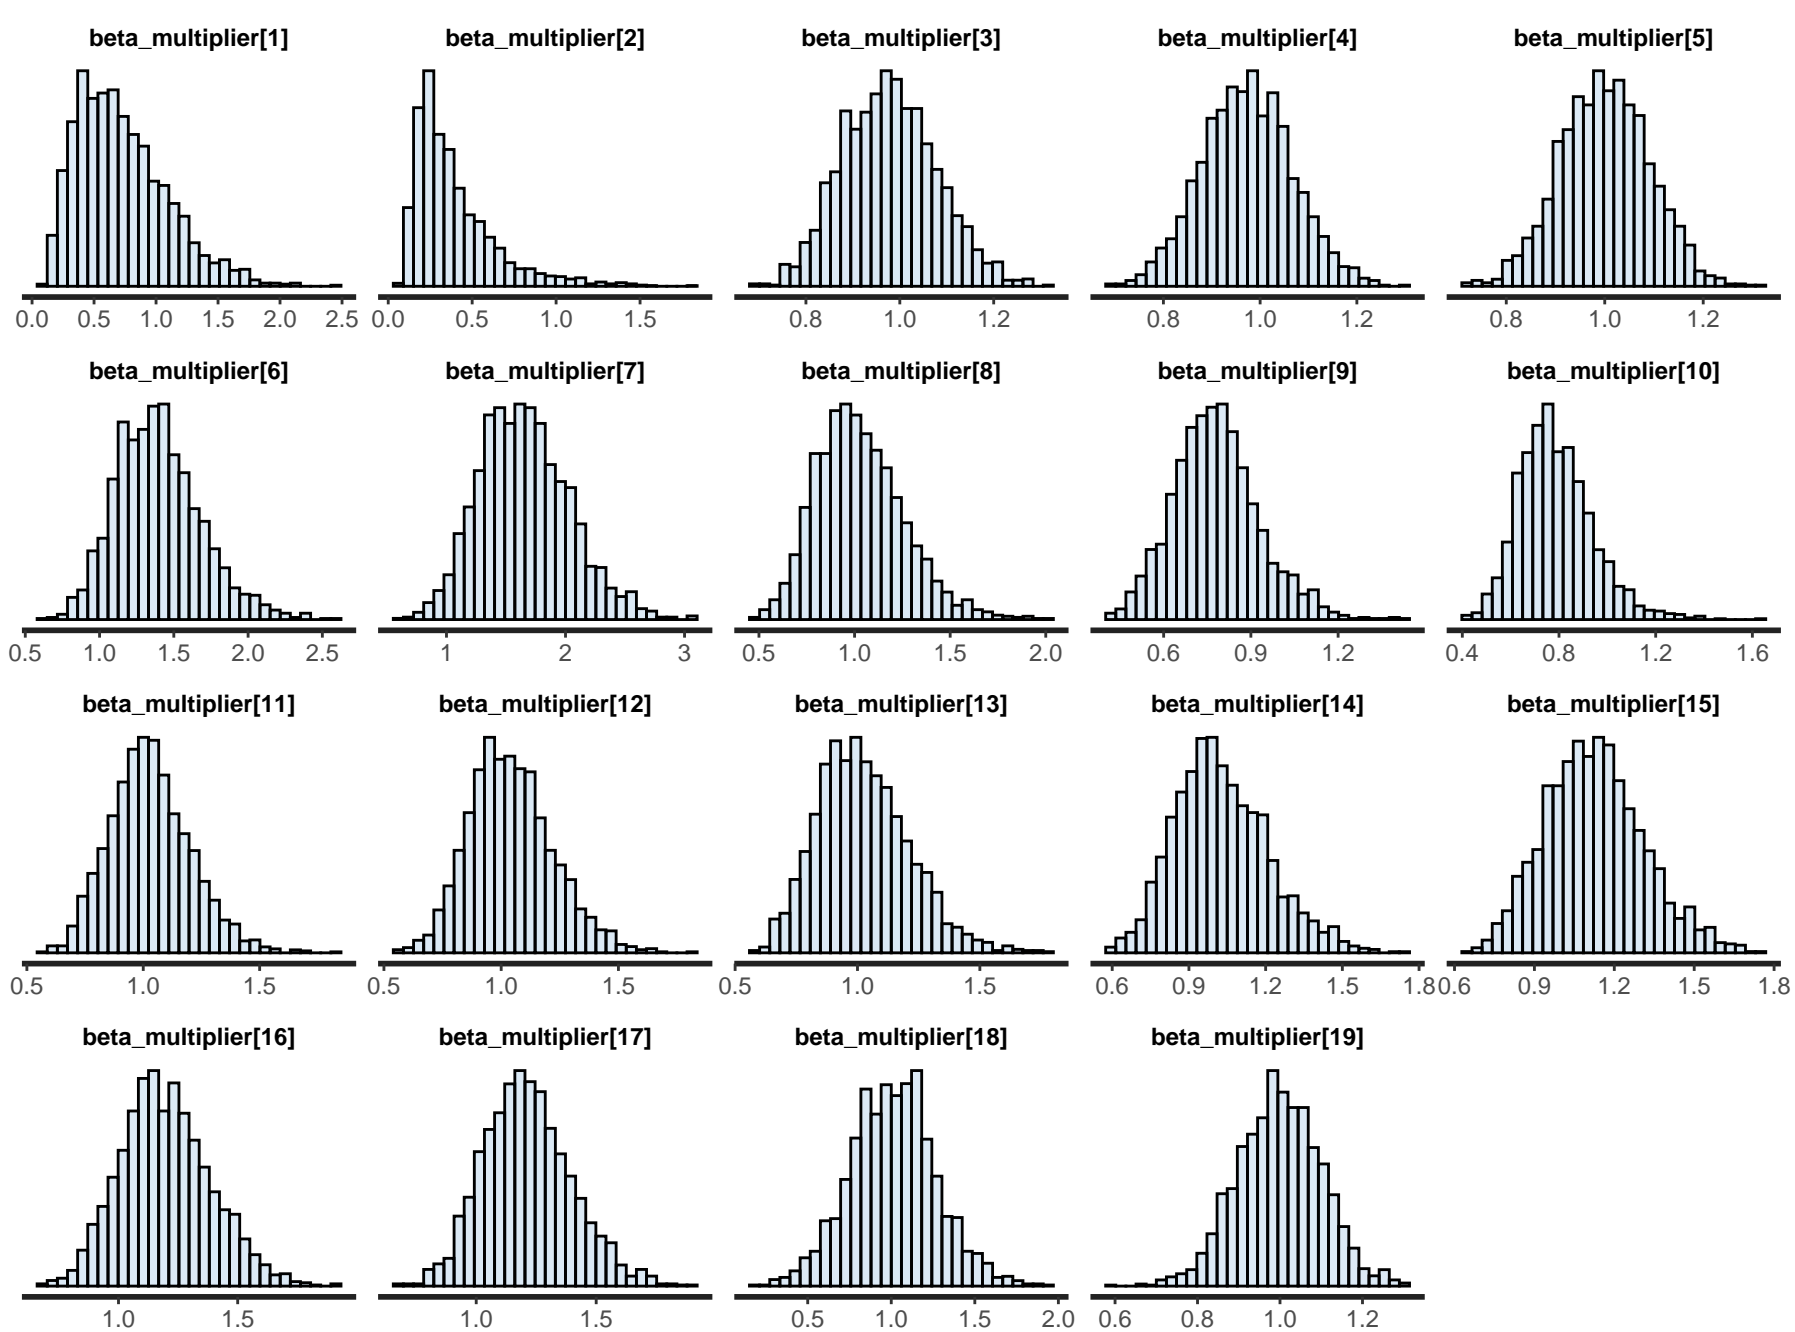 beta_multiplier[1] beta_multiplier[2] beta_multiplier[3] beta_multiplier[4] beta_multiplier[5]
0.0 0.5 1.0 1.5 2.0 2.5 0.0 0.5 1.0 1.5 0.8 1.0 1.2 0.8 1.0 1.2 0.8 1.0 1.2
beta_multiplier[6] beta_multiplier[7] beta_multiplier[8] beta_multiplier[9] beta_multiplier[10]
0.5 1.0 1.5 2.0 2.5 1 2 3 0.5 1.0 1.5 2.0 0.6 0.9 1.2 0.4 0.8 1.2 1.6
beta_multiplier[11] beta_multiplier[12] beta_multiplier[13] beta_multiplier[14] beta_multiplier[15]
0.5 1.0 1.5 0.5 1.0 1.5 0.5 1.0 1.5 0.6 0.9 1.2 1.5 1.8 0.6 0.9 1.2 1.5 1.8
beta_multiplier[16] beta_multiplier[17] beta_multiplier[18] beta_multiplier[19]
1.0 1.5 1.0 1.5 0.5 1.0 1.5 2.0 0.6 0.8 1.0 1.2